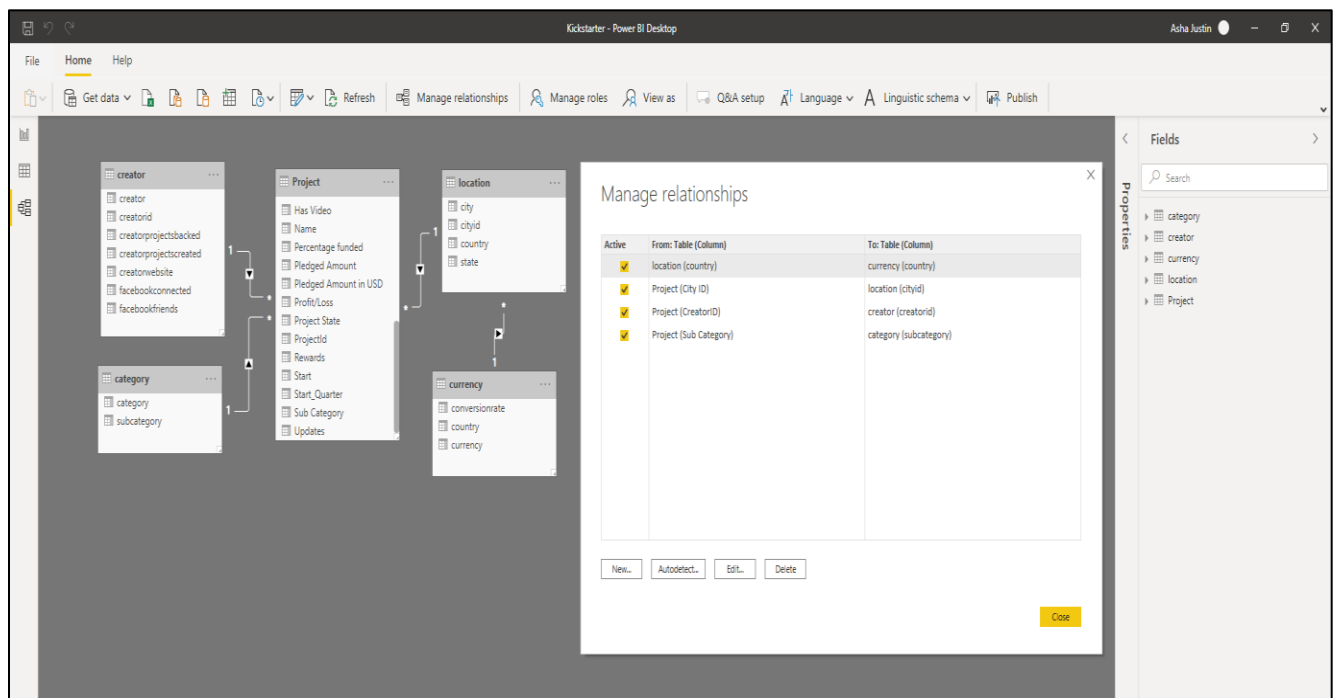 Kickstarter - Power BI Desktop
Asha Justin
File Home Help
Get data Refresh Manage relationships Manage roles View as Q&A setup Language Linguistic schema Publish
creator
creator
creatorid
creatorprojectsbacked
creatorprojectscreated
creatorwebsite
facebookconnected
facebookfriends
1
*
Project
Has Video
Name
Percentage funded
Pledged Amount
Pledged Amount in USD
Profit/Loss
Project State
ProjectId
Rewards
Start
Start_Quarter
Sub Category
Updates
location
city
cityid
country
state
1
*
category
category
subcategory
1
*
currency
conversionrate
country
currency
*
1
Manage relationships
X
Active From: Table (Column) To: Table (Column)
location (country) currency (country)
Project (City ID) location (cityid)
Project (CreatorID) creator (creatorid)
Project (Sub Category) category (subcategory)
New... Autodetect... Edit... Delete
Close
Properties
Fields
Search
category
creator
currency
location
Project